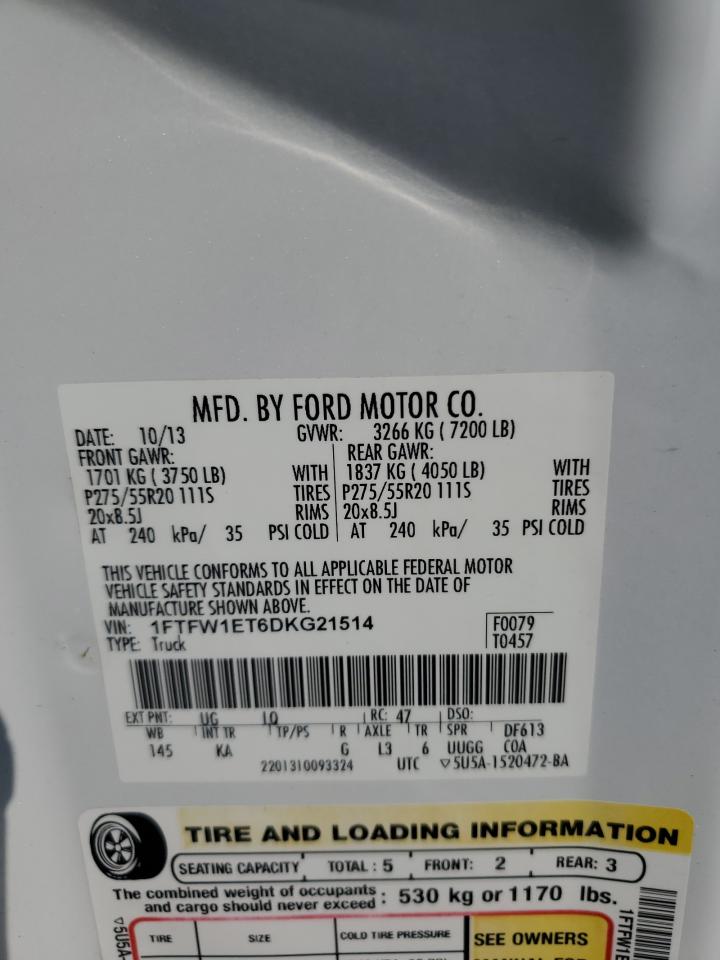 MFD. BY FORD MOTOR CO.
DATE: 10/13 GVWR: 3266 KG ( 7200 LB)
FRONT GAWR: REAR GAWR:
1701 KG ( 3750 LB) WITH 1837 KG ( 4050 LB) WITH
P275/55R20 111S TIRES P275/55R20 111S TIRES
20x8.5J RIMS 20x8.5J RIMS
AT 240 kPa/ 35 PSI COLD AT 240 kPa/ 35 PSI COLD
THIS VEHICLE CONFORMS TO ALL APPLICABLE FEDERAL MOTOR
VEHICLE SAFETY STANDARDS IN EFFECT ON THE DATE OF
MANUFACTURE SHOWN ABOVE.
VIN: 1FTFW1ET6DKG21514 F0079
TYPE: Truck T0457
EXT PNT: UG RC: 47 DSO:
WB INT TR TP/PS R AXLE TR SPR DF613
145 KA G L3 6 UUGG COA
2201310093324 UTC ▽5U5A-1520472-BA
TIRE AND LOADING INFORMATION
SEATING CAPACITY TOTAL : 5 FRONT: 2 REAR: 3
The combined weight of occupants
and cargo should never exceed : 530 kg or 1170 lbs.
TIRE SIZE COLD TIRE PRESSURE SEE OWNERS
MANUAL FOR
▽5U5A-
1FTFW1E